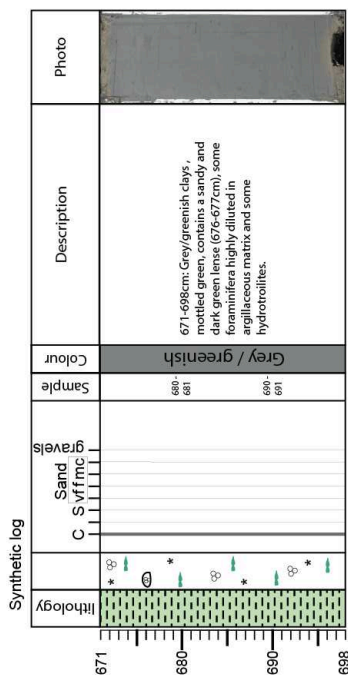 Synthetic log
lithology
C
S
vf
f
m
c
Sand
gravels
Sample
Colour
Description
Photo
671
680
690
698
680-
681
690-
691
Grey / greenish
671-698cm: Grey/greenish clays ,
mottled green, contains a sandy and
dark green lense (676-677cm), some
foraminifera highly diluted in
argillaceous matrix and some
hydrotroilites.